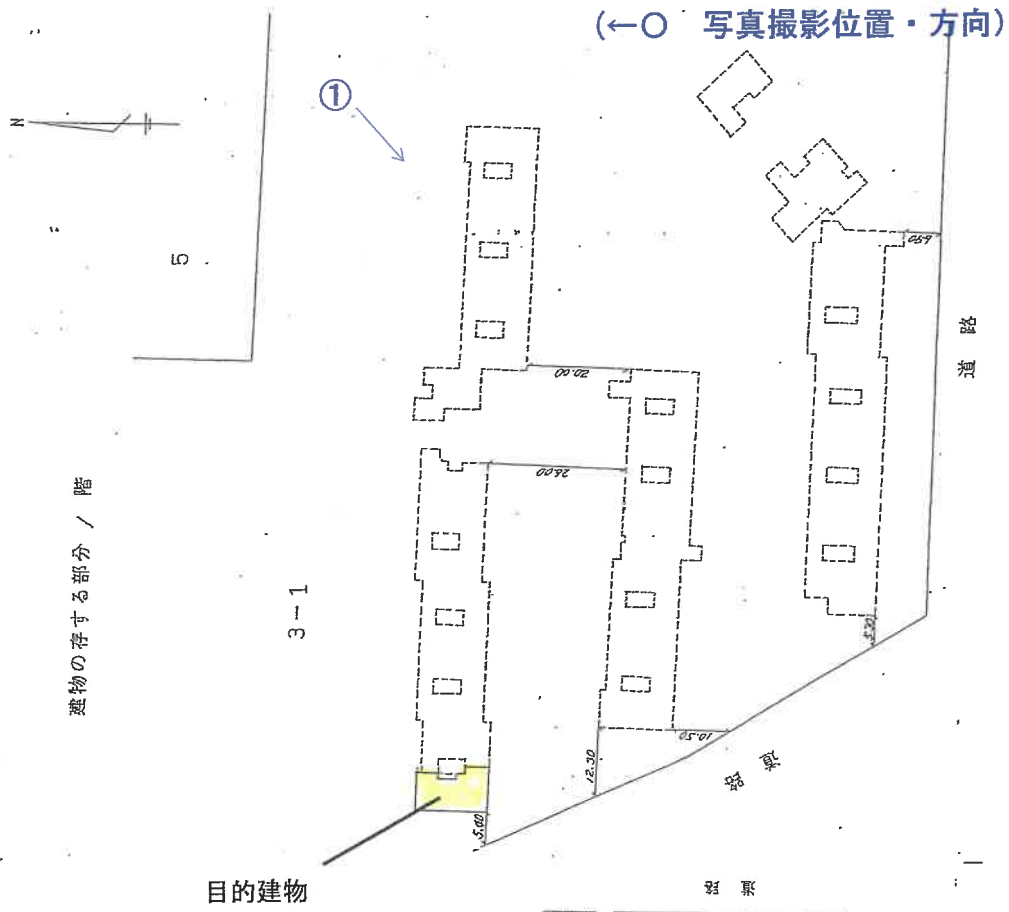 (←○ 写真撮影位置・方向)
①
N
5
道路
6.50
20.00
26.00
建物の存する部分 1 階
3-1
5.20
10.50
12.30
道路
5.00
目的建物
道路